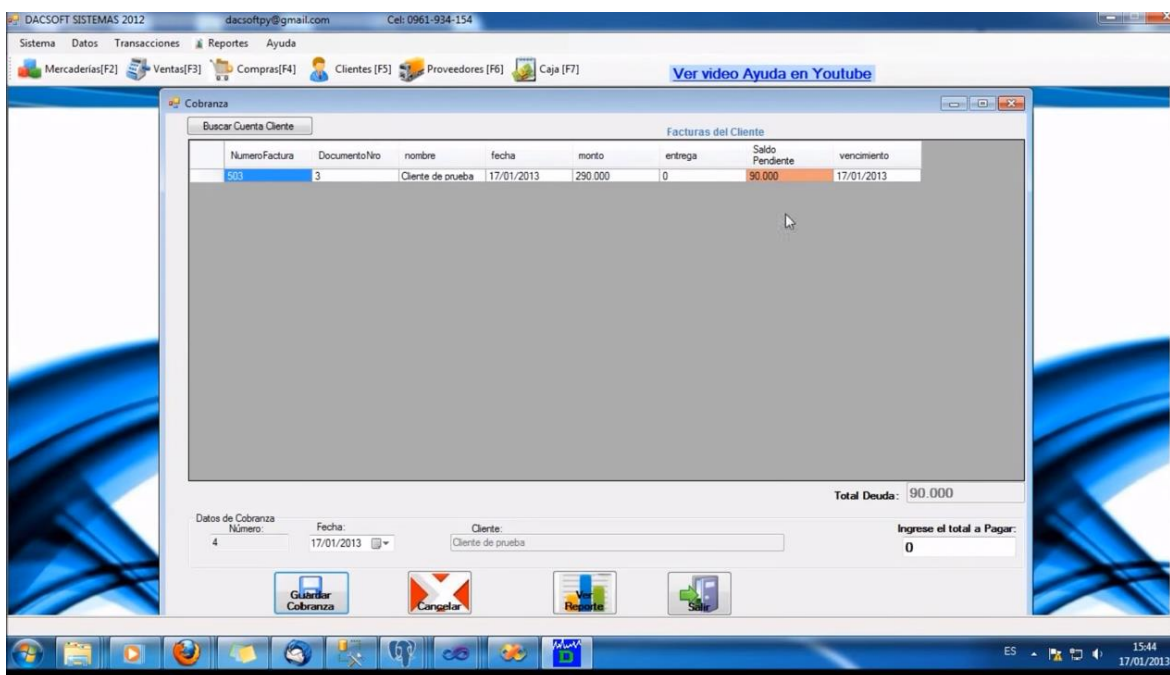 DACSOFT SISTEMAS 2012 dacsoftpy@gmail.com Cel: 0961-934-154
Sistema Datos Transacciones Reportes Ayuda
Mercaderías[F2] Ventas[F3] Compras[F4] Clientes [F5] Proveedores [F6] Caja [F7] Ver video Ayuda en Youtube
Cobranza
Buscar Cuenta Cliente
Facturas del Cliente
NumeroFactura DocumentoNro nombre fecha monto entrega Saldo Pendiente vencimiento
503 3 Cliente de prueba 17/01/2013 290.000 0 90.000 17/01/2013
Total Deuda: 90.000
Datos de Cobranza
Número: Fecha: Cliente: Ingrese el total a Pagar:
4 17/01/2013 Cliente de prueba 0
Guardar Cobranza Cancelar Ver Reporte Salir
ES 15:44
17/01/2013